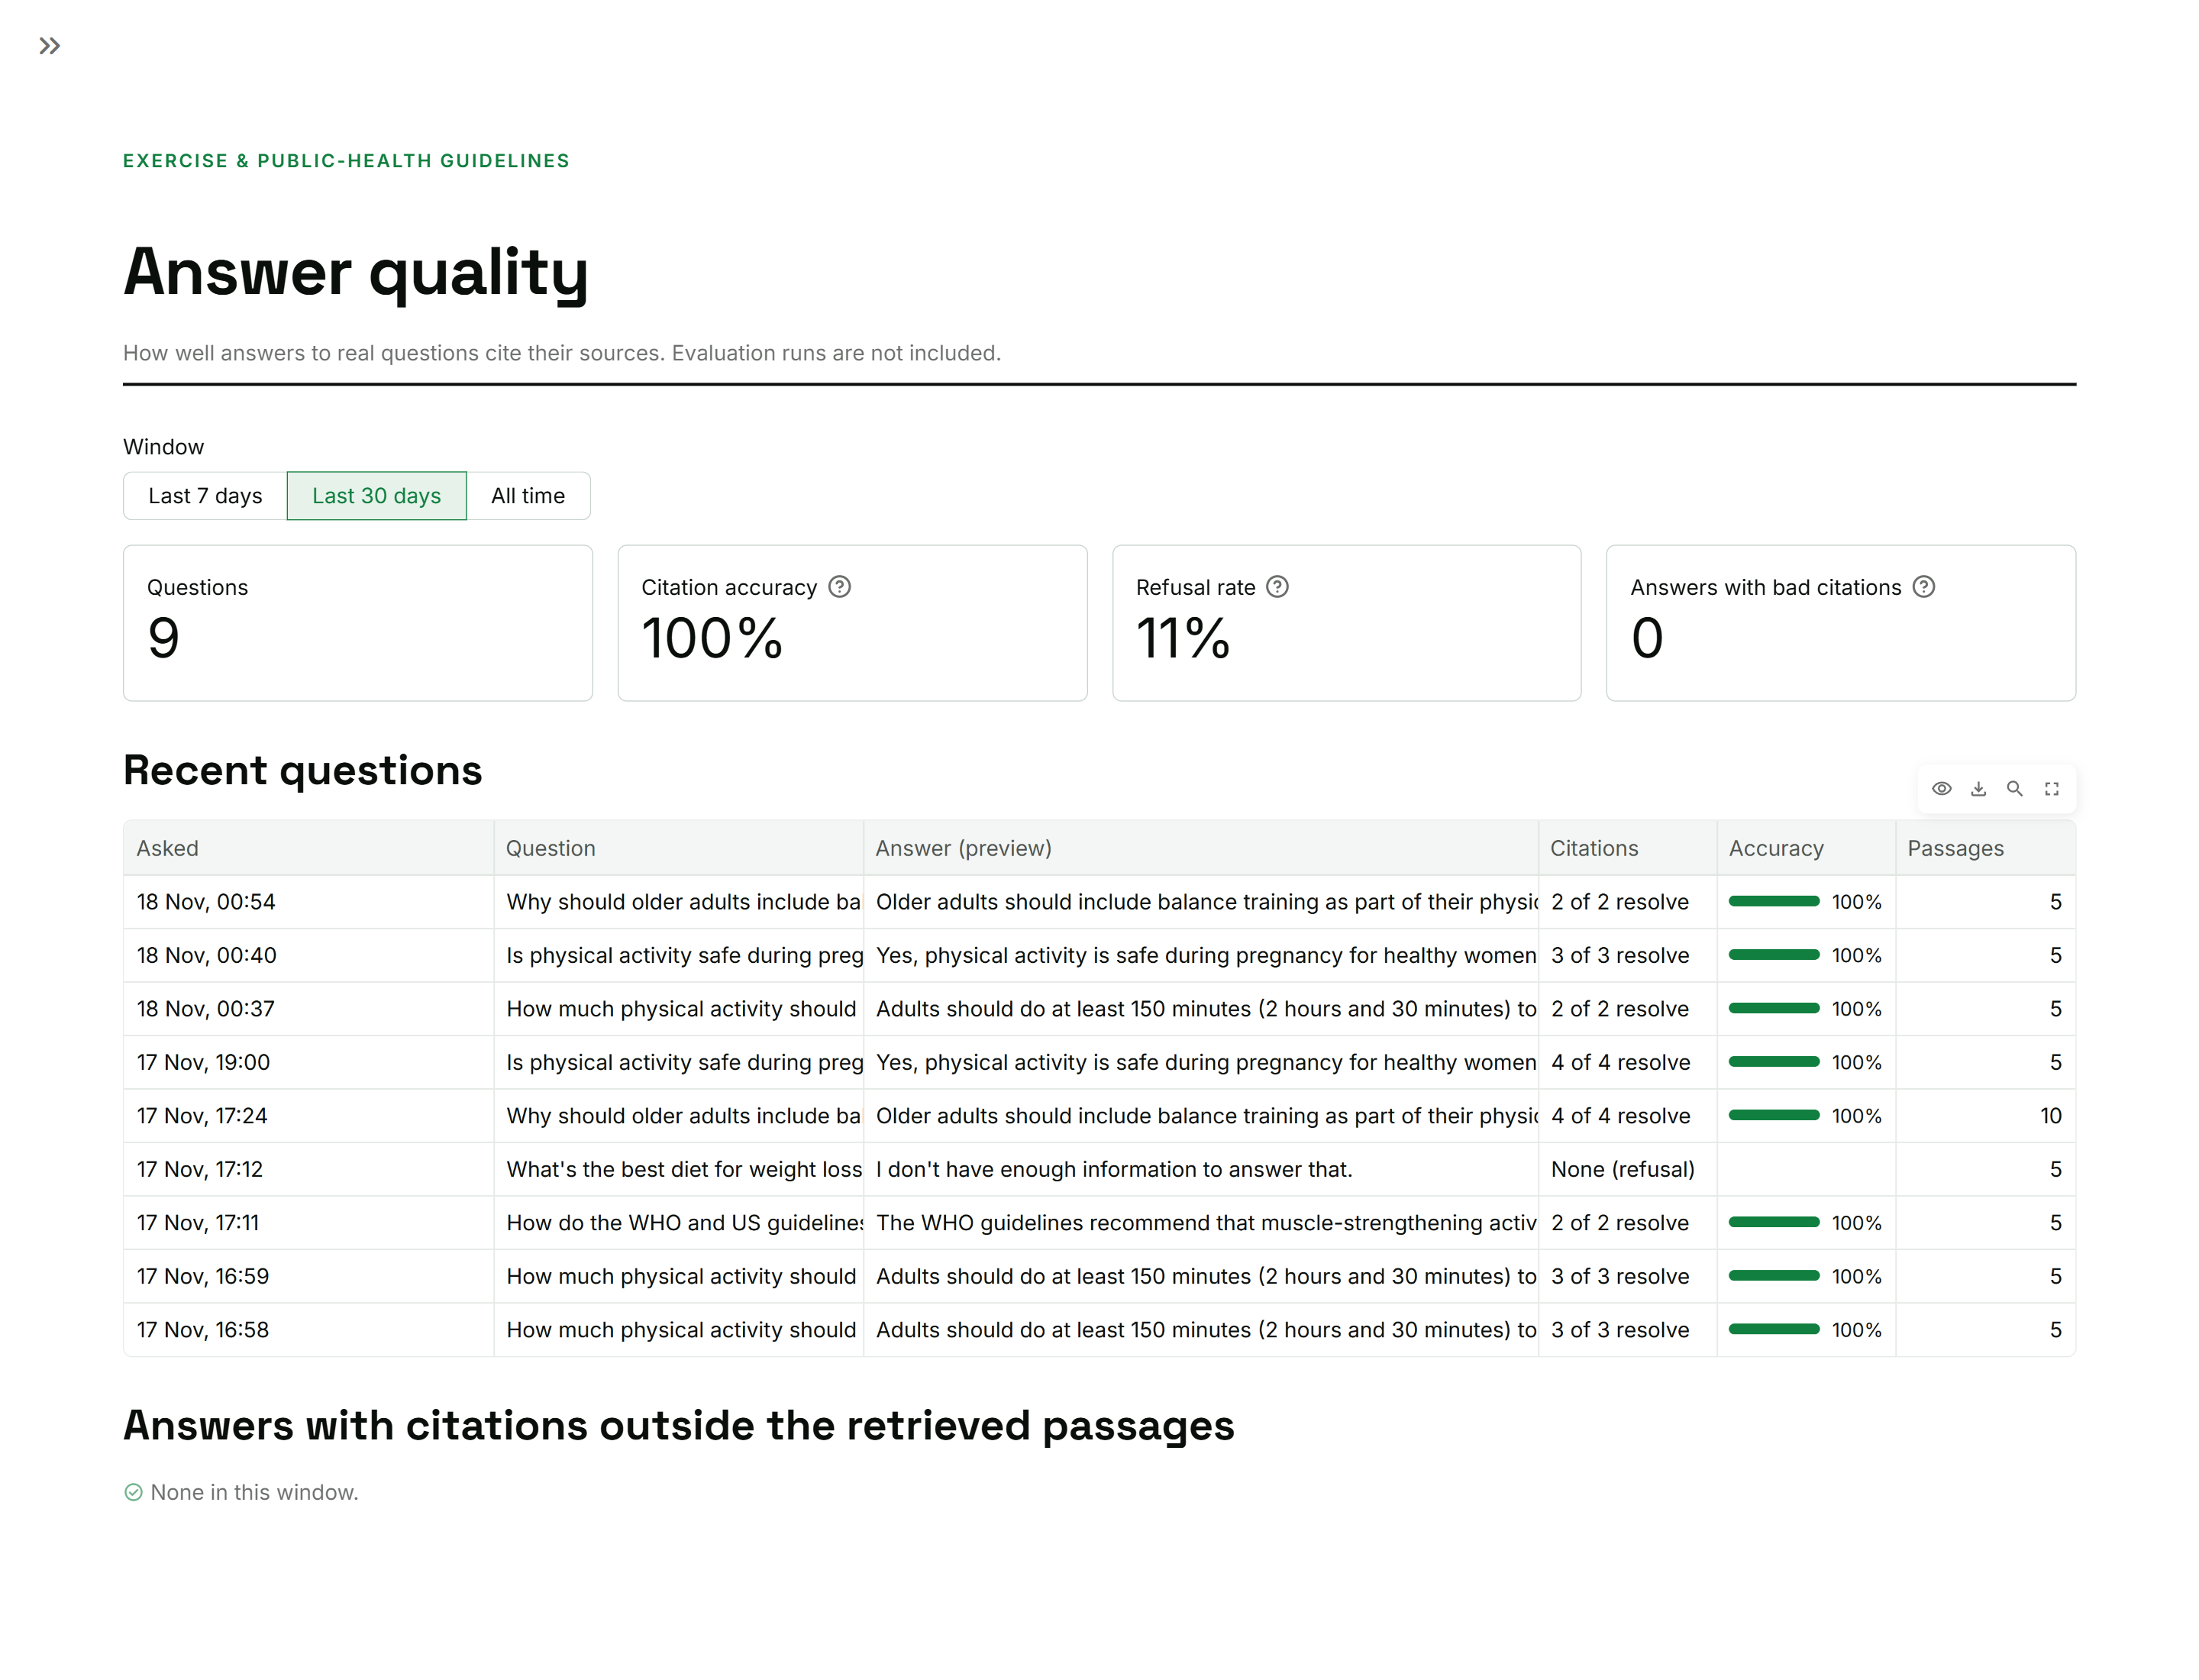 EXERCISE & PUBLIC-HEALTH GUIDELINES
Answer quality
How well answers to real questions cite their sources. Evaluation runs are not included.
Window
Last 7 days Last 30 days All time
Questions Citation accuracy Refusal rate Answers with bad citations
9 100% 11% 0
Recent questions
Asked Question Answer (preview) Citations Accuracy Passages
18 Nov, 00:54 Why should older adults include ba Older adults should include balance training as part of their physic 2 of 2 resolve 100% 5
18 Nov, 00:40 Is physical activity safe during preg Yes, physical activity is safe during pregnancy for healthy women 3 of 3 resolve 100% 5
18 Nov, 00:37 How much physical activity should Adults should do at least 150 minutes (2 hours and 30 minutes) to 2 of 2 resolve 100% 5
17 Nov, 19:00 Is physical activity safe during preg Yes, physical activity is safe during pregnancy for healthy women 4 of 4 resolve 100% 5
17 Nov, 17:24 Why should older adults include ba Older adults should include balance training as part of their physic 4 of 4 resolve 100% 10
17 Nov, 17:12 What's the best diet for weight loss I don't have enough information to answer that. None (refusal) 5
17 Nov, 17:11 How do the WHO and US guidelines The WHO guidelines recommend that muscle-strengthening activ 2 of 2 resolve 100% 5
17 Nov, 16:59 How much physical activity should Adults should do at least 150 minutes (2 hours and 30 minutes) to 3 of 3 resolve 100% 5
17 Nov, 16:58 How much physical activity should Adults should do at least 150 minutes (2 hours and 30 minutes) to 3 of 3 resolve 100% 5
Answers with citations outside the retrieved passages
None in this window.